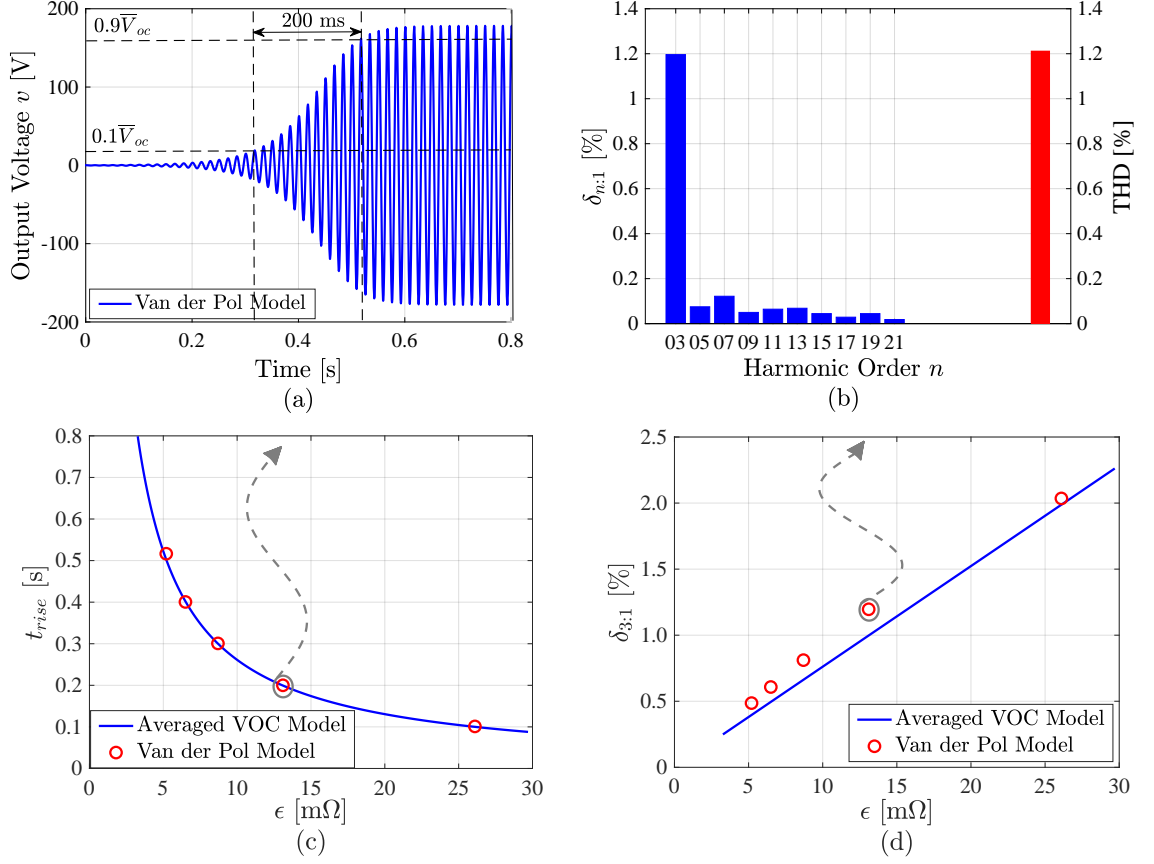 200
100
0
-100
-200
Output Voltage v [V]
0.9V̅oc
0.1V̅oc
200 ms
Van der Pol Model
0 0.2 0.4 0.6 0.8
Time [s]
(a)
1.4 1.4
1.2 1.2
1 1
0.8 0.8
0.6 0.6
0.4 0.4
0.2 0.2
0 0
δn:1 [%]
THD [%]
03 05 07 09 11 13 15 17 19 21
Harmonic Order n
(b)
0.8
0.7
0.6
0.5
0.4
0.3
0.2
0.1
0
trise [s]
Averaged VOC Model
Van der Pol Model
0 5 10 15 20 25 30
ϵ [mΩ]
(c)
2.5
2.0
1.5
1.0
0.5
0
δ3:1 [%]
Averaged VOC Model
Van der Pol Model
0 5 10 15 20 25 30
ϵ [mΩ]
(d)